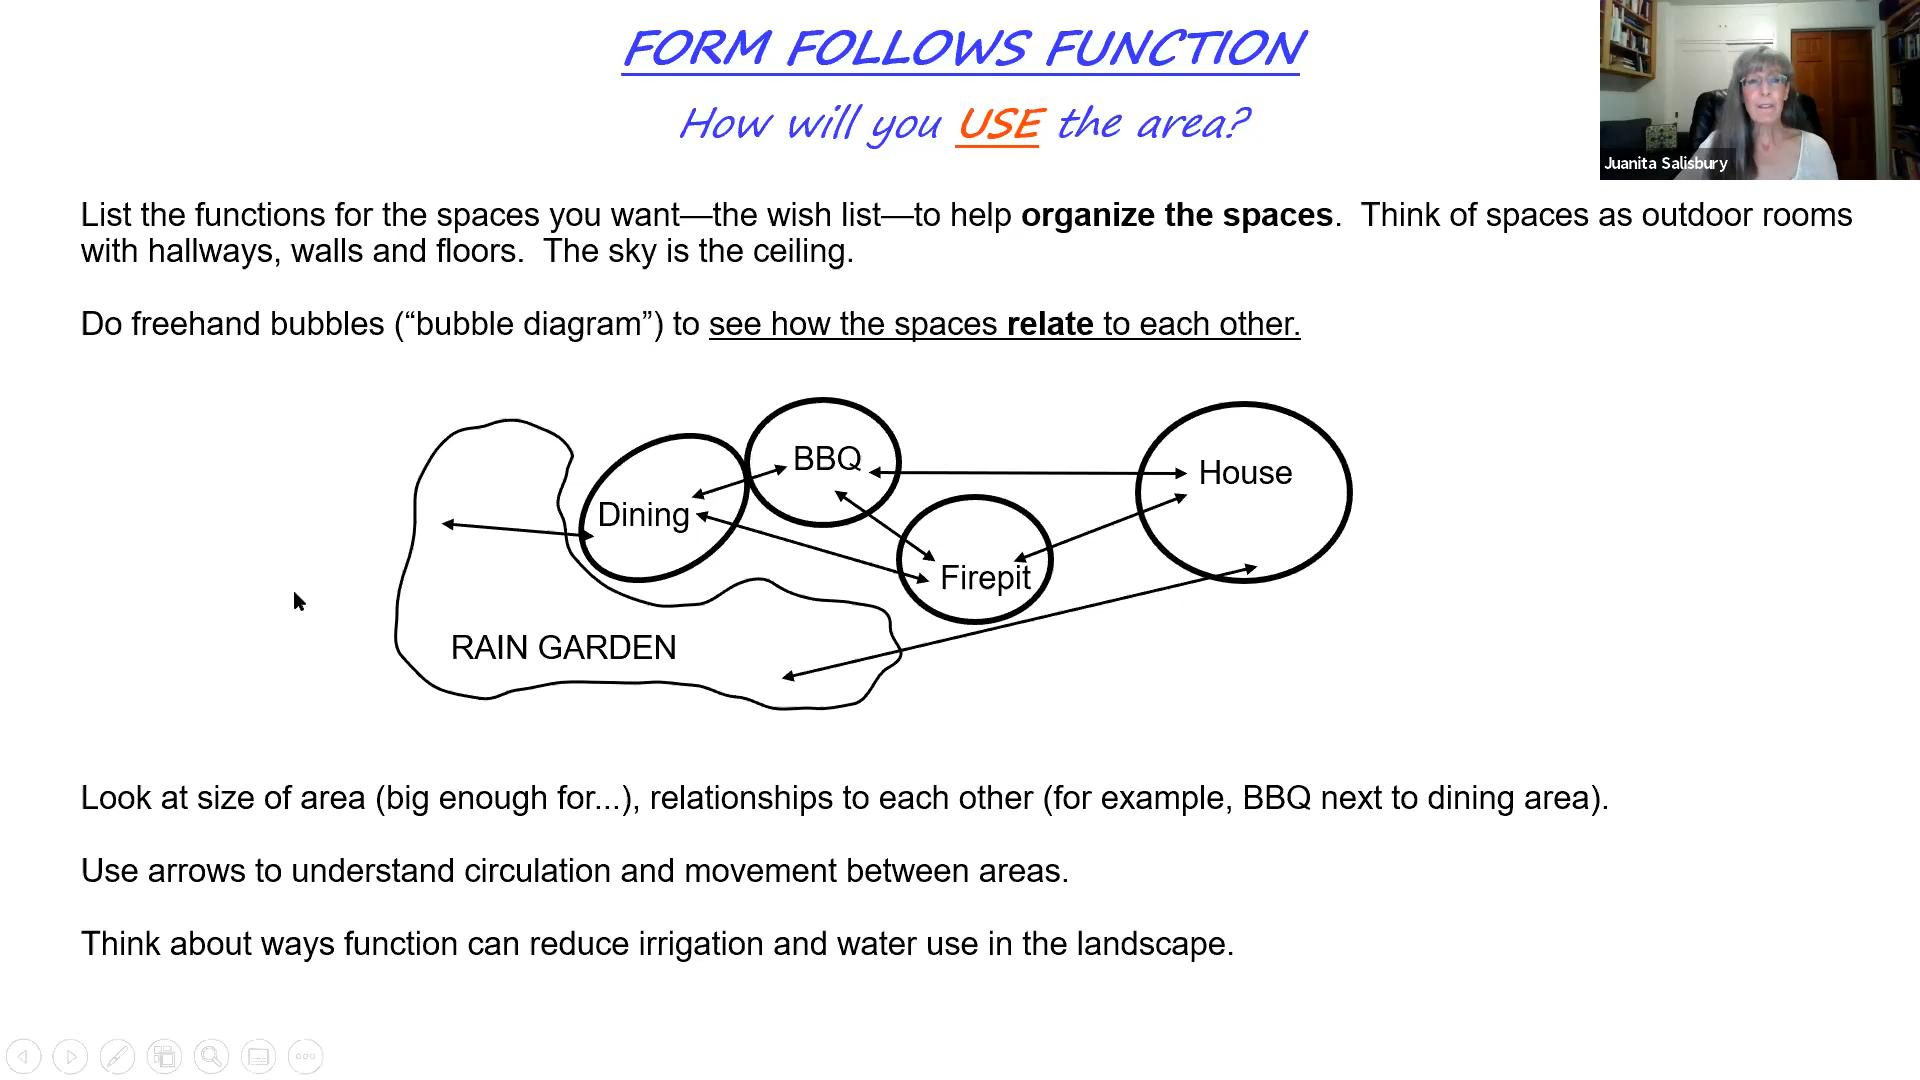 FORM FOLLOWS FUNCTION
How will you USE the area?
Juanita Salisbury
List the functions for the spaces you want—the wish list—to help organize the spaces.  Think of spaces as outdoor rooms
with hallways, walls and floors.  The sky is the ceiling.
Do freehand bubbles (“bubble diagram”) to see how the spaces relate to each other.
BBQ
House
Dining
Firepit
RAIN GARDEN
Look at size of area (big enough for...), relationships to each other (for example, BBQ next to dining area).
Use arrows to understand circulation and movement between areas.
Think about ways function can reduce irrigation and water use in the landscape.